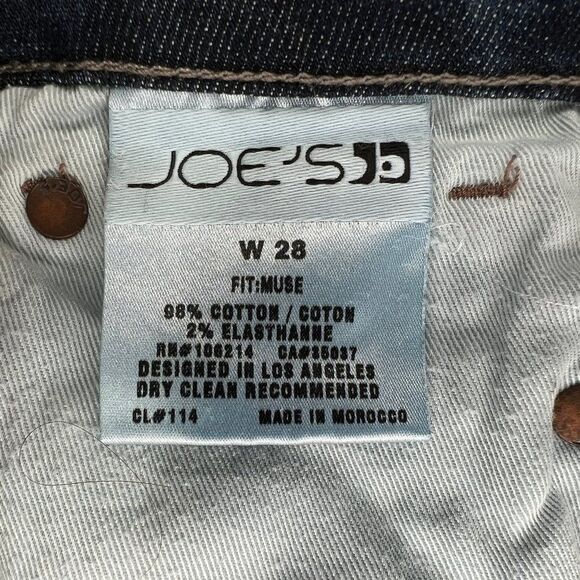 JOE'S
W 28
FIT:MUSE
98% COTTON / COTON
2% ELASTHANNE
RN#106214 CA#35037
DESIGNED IN LOS ANGELES
DRY CLEAN RECOMMENDED
CL#114 MADE IN MOROCCO